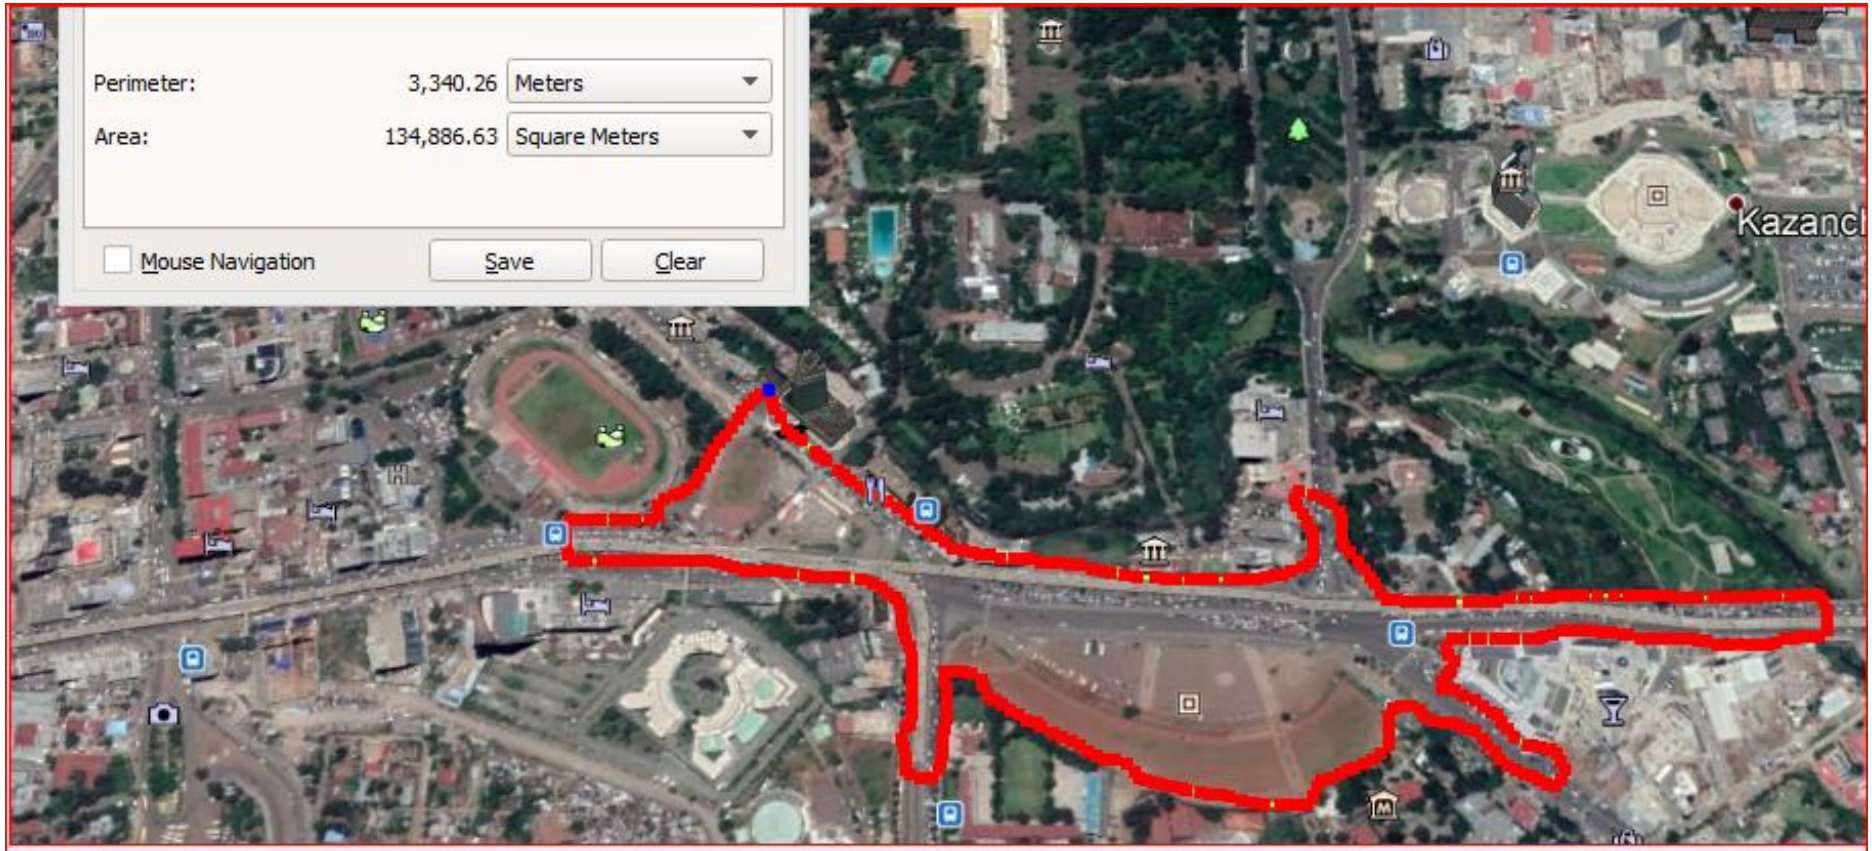 Perimeter: 3,340.26 Meters
Area: 134,886.63 Square Meters
Mouse Navigation Save Clear
Kazanc
H
M